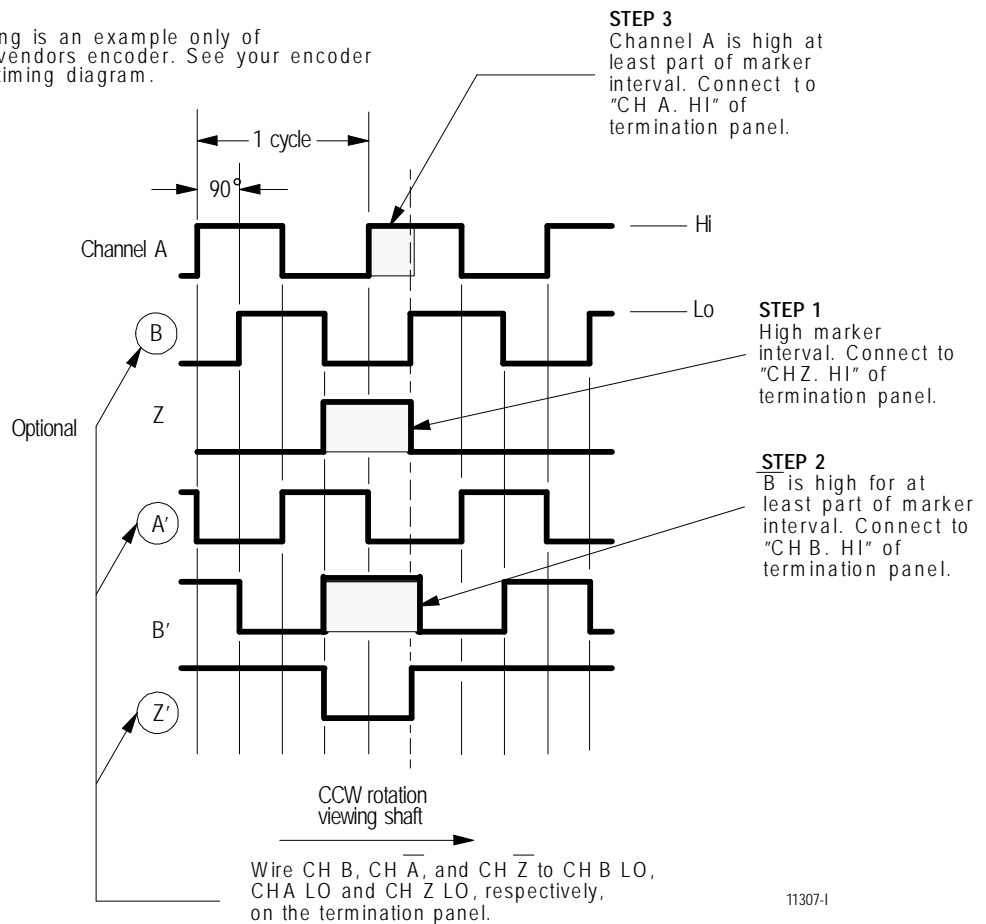 ng is an example only of
vendors encoder. See your encoder
timing diagram.
STEP 3
Channel A is high at
least part of marker
interval. Connect to
"CH A. HI" of
termination panel.
1 cycle
90°
Channel A
Hi
B
Lo
STEP 1
High marker
interval. Connect to
"CHZ. HI" of
termination panel.
Optional
Z
STEP 2
B̅ is high for at
least part of marker
interval. Connect to
"CH B. HI" of
termination panel.
A'
B'
Z'
CCW rotation
viewing shaft
Wire CH B, CH A̅, and CH Z̅ to CH B LO,
CHA LO and CH Z LO, respectively,
on the termination panel.
11307-I